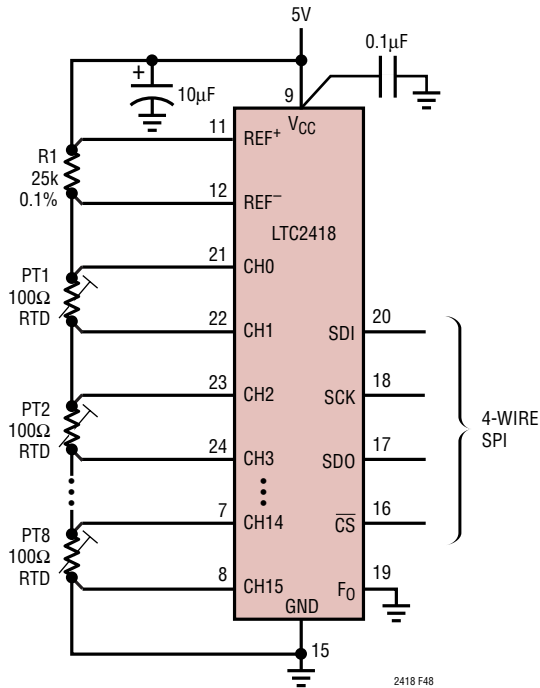 5V
0.1µF
+
10µF
9
VCC
11
REF+
R1
25k
0.1%
12
REF−
LTC2418
21
CH0
PT1
100Ω
RTD
22
CH1
20
SDI
23
CH2
18
SCK
PT2
100Ω
RTD
24
CH3
17
SDO
4-WIRE
SPI
7
CH14
16
CS
PT8
100Ω
RTD
8
CH15
19
FO
GND
15
2418 F48